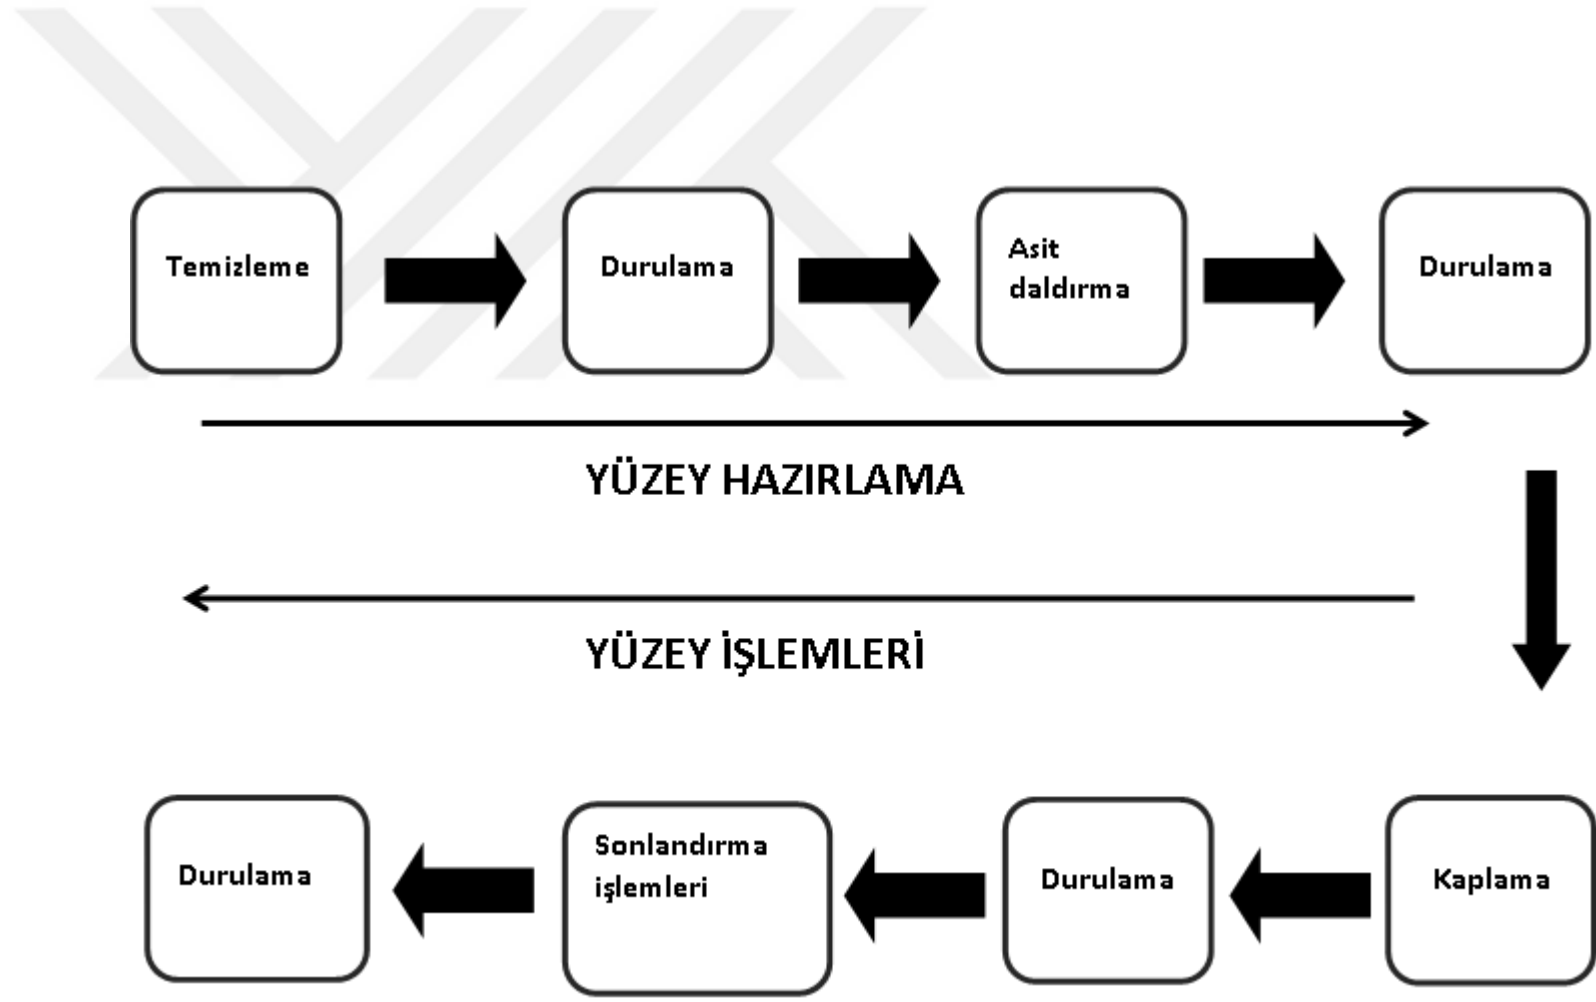 Temizleme
Durulama
Asit
daldırma
Durulama
YÜZEY HAZIRLAMA
YÜZEY İŞLEMLERİ
Durulama
Sonlandırma
işlemleri
Durulama
Kaplama